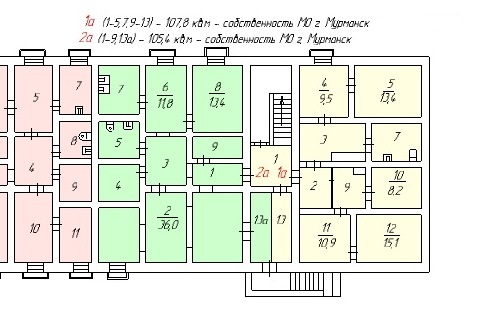 1а (1-5,7,9-13) - 107,8 кв.м - собственность МО г. Мурманск
2а (1-9,13а) - 105,4 кв.м - собственность МО г. Мурманск
5 7 7 6 11,8 8 13,4 4 9,5 5 13,4
8 5 9 3 7
4 3 1 1
9 4 2а 1а 2 9 10 8,2
10 11 2 36,0 13а 13 11 10,9 12 15,1